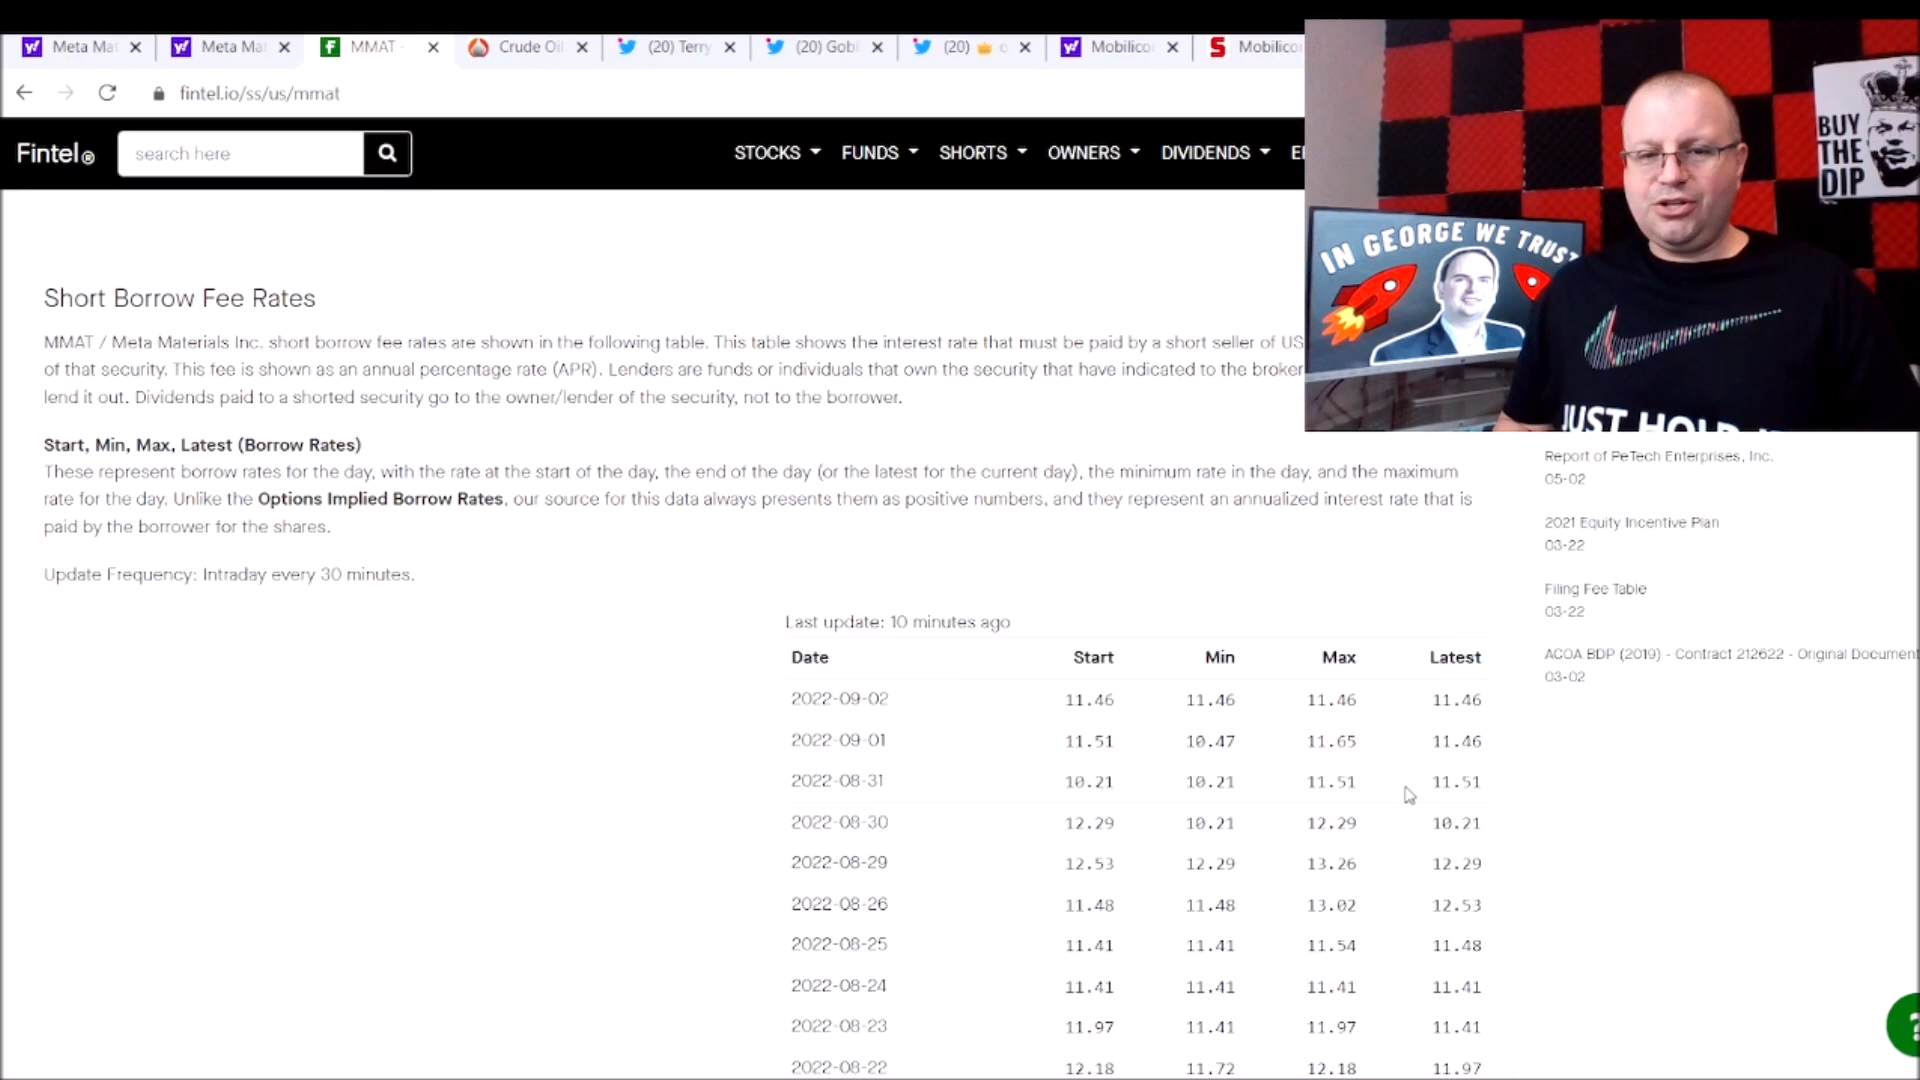 Meta Mat
Meta Mat
MMAT -
Crude Oil
(20) Terry
(20) Gobl
(20)
Mobilico
Mobilico
fintel.io/ss/us/mmat
Fintel®
search here
STOCKS
FUNDS
SHORTS
OWNERS
DIVIDENDS
BUY
THE
DIP
IN GEORGE WE TRUST
JUST HOLD
Short Borrow Fee Rates
MMAT / Meta Materials Inc. short borrow fee rates are shown in the following table. This table shows the interest rate that must be paid by a short seller of US
of that security. This fee is shown as an annual percentage rate (APR). Lenders are funds or individuals that own the security that have indicated to the broker
lend it out. Dividends paid to a shorted security go to the owner/lender of the security, not to the borrower.
Start, Min, Max, Latest (Borrow Rates)
These represent borrow rates for the day, with the rate at the start of the day, the end of the day (or the latest for the current day), the minimum rate in the day, and the maximum
rate for the day. Unlike the Options Implied Borrow Rates, our source for this data always presents them as positive numbers, and they represent an annualized interest rate that is
paid by the borrower for the shares.
Update Frequency: Intraday every 30 minutes.
Report of PeTech Enterprises, Inc.
05-02
2021 Equity Incentive Plan
03-22
Filing Fee Table
03-22
ACOA BDP (2019) - Contract 212622 - Original Document
03-02
Last update: 10 minutes ago
Date Start Min Max Latest
2022-09-02 11.46 11.46 11.46 11.46
2022-09-01 11.51 10.47 11.65 11.46
2022-08-31 10.21 10.21 11.51 11.51
2022-08-30 12.29 10.21 12.29 10.21
2022-08-29 12.53 12.29 13.26 12.29
2022-08-26 11.48 11.48 13.02 12.53
2022-08-25 11.41 11.41 11.54 11.48
2022-08-24 11.41 11.41 11.41 11.41
2022-08-23 11.97 11.41 11.97 11.41
2022-08-22 12.18 11.72 12.18 11.97
?